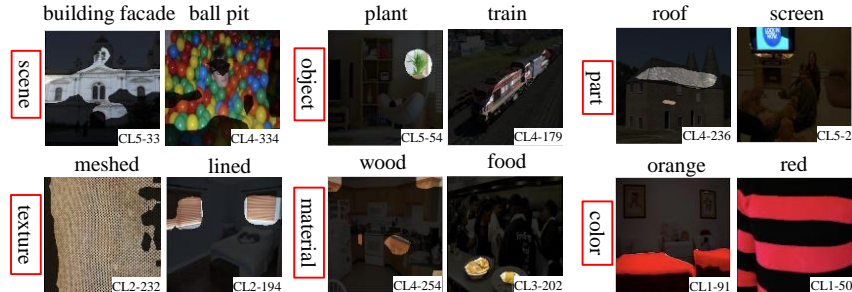 building facade ball pit
scene
CL5-33
CL4-334
plant train
object
CL5-54
CL4-179
roof screen
part
CL4-236
CL5-2
meshed lined
texture
CL2-232
CL2-194
wood food
material
CL4-254
CL3-202
orange red
color
CL1-91
CL1-50